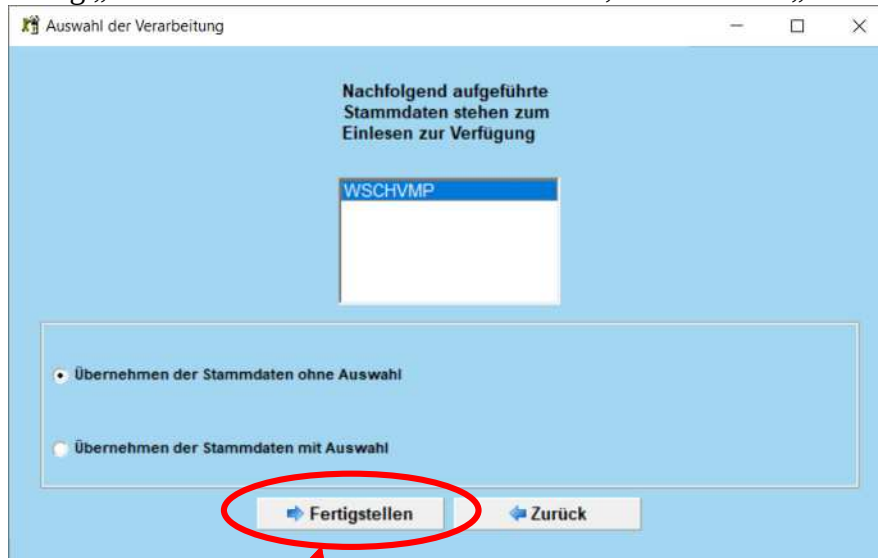 Auswahl der Verarbeitung
Nachfolgend aufgeführte
Stammdaten stehen zum
Einlesen zur Verfügung
WSCHVMP
Übernehmen der Stammdaten ohne Auswahl
Übernehmen der Stammdaten mit Auswahl
Fertigstellen
Zurück